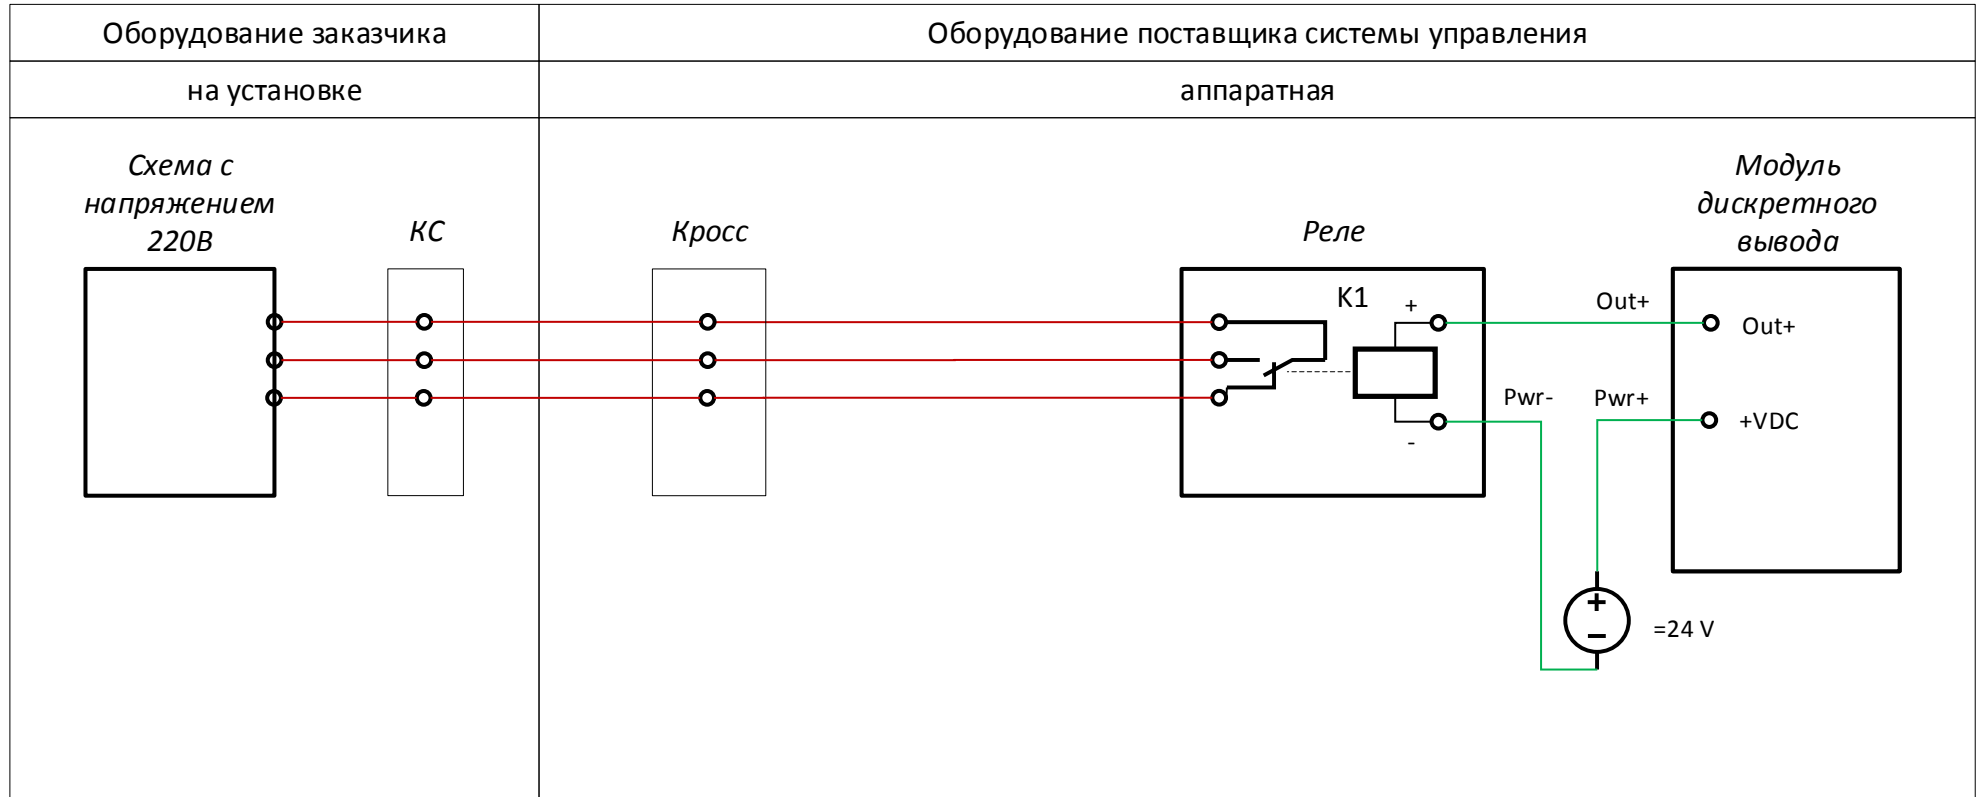 Оборудование заказчика
Оборудование поставщика системы управления
на установке
аппаратная
Схема с
напряжением
220В
КС
Кросс
Реле
Модуль
дискретного
вывода
K1
+
-
Out+
Out+
Pwr-
Pwr+
+VDC
+
−
=24 V